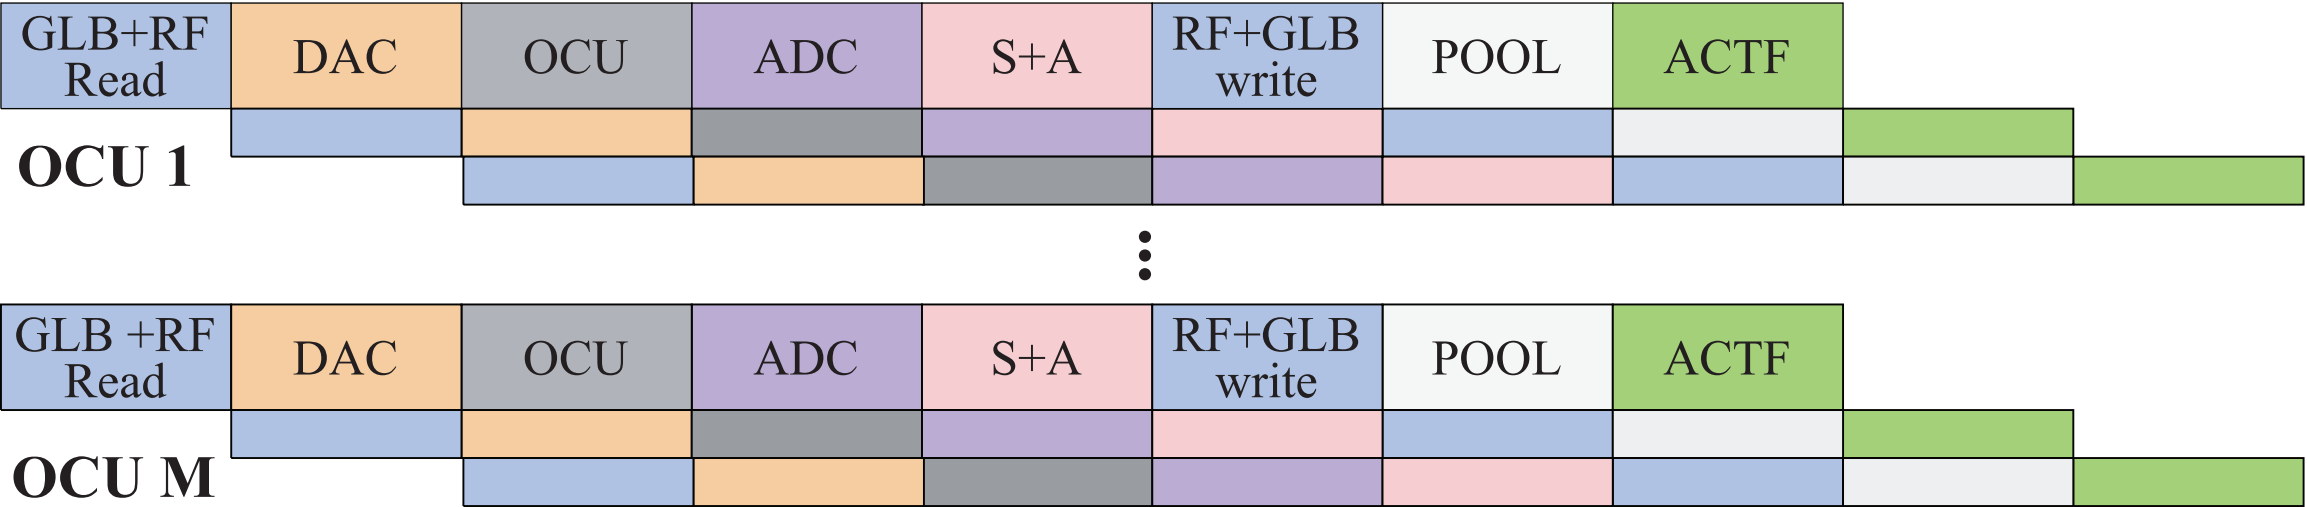 GLB+RF Read DAC OCU ADC S+A RF+GLB write POOL ACTF
OCU 1
GLB +RF Read DAC OCU ADC S+A RF+GLB write POOL ACTF
OCU M